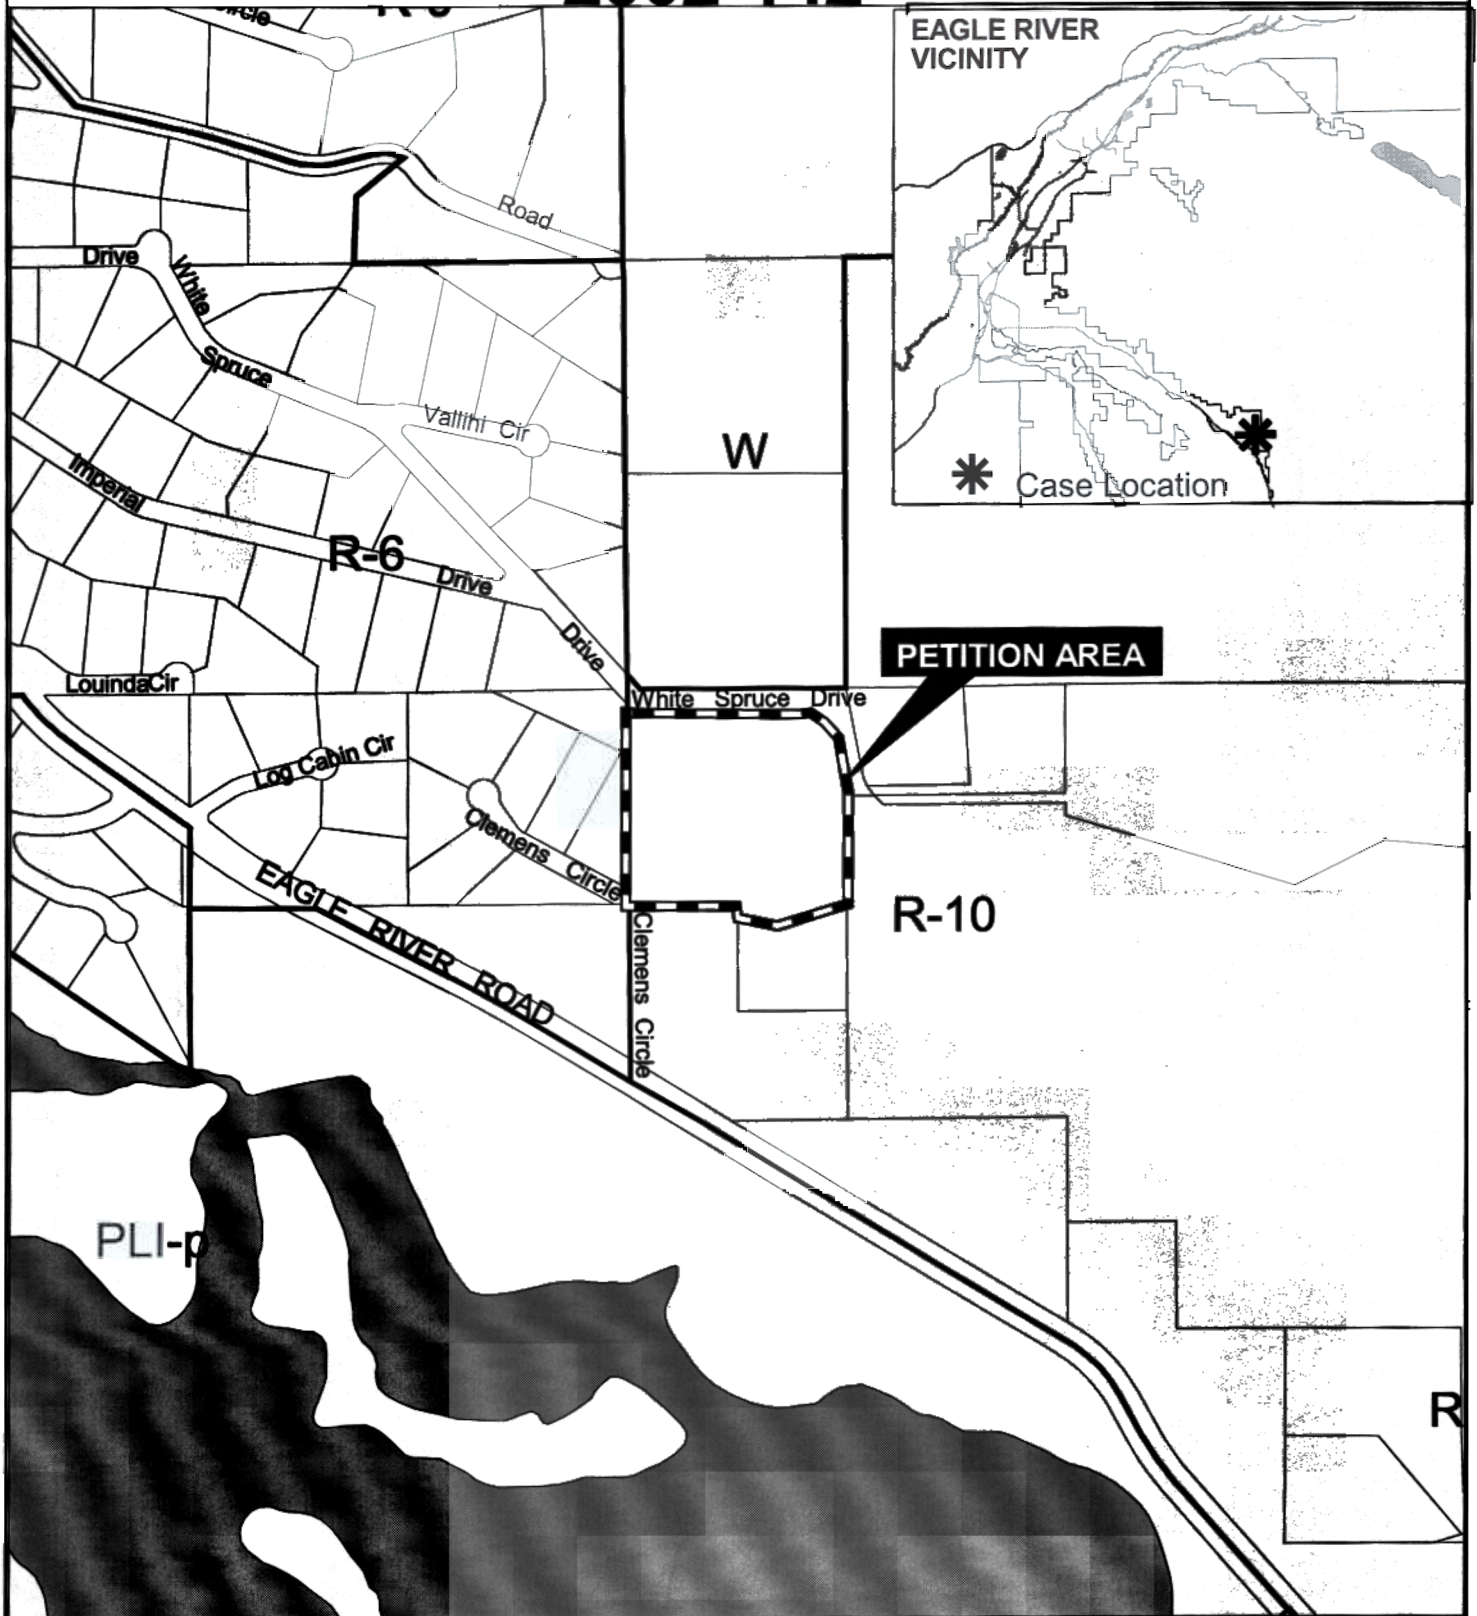 EAGLE RIVER
VICINITY
Road
Drive
White
Spruce
Vallihi Cir
W
Case Location
Imperial
R-6
Drive
Drive
PETITION AREA
LouindaCir
White Spruce Drive
Log Cabin Cir
Clemens Circle
EAGLE RIVER ROAD
R-10
Clemens Circle
PLI-p
R